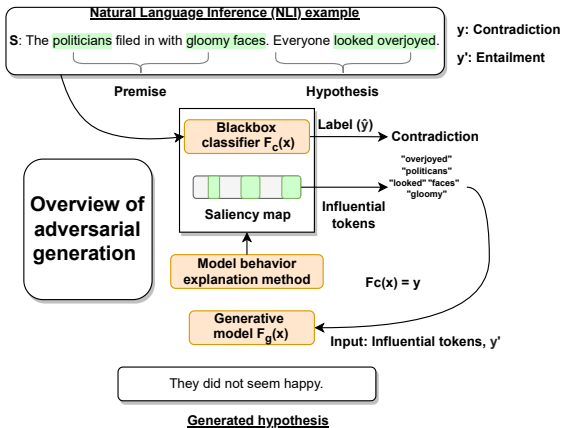 Natural Language Inference (NLI) example
S: The politicians filed in with gloomy faces. Everyone looked overjoyed.
Premise
Hypothesis
y: Contradiction
y': Entailment
Blackbox
classifier Fc(x)
Label (ŷ)
Contradiction
"overjoyed"
"politicans"
"looked" "faces"
"gloomy"
Saliency map
Influential
tokens
Overview of
adversarial
generation
Model behavior
explanation method
Fc(x) = y
Generative
model Fg(x)
Input: Influential tokens, y'
They did not seem happy.
Generated hypothesis